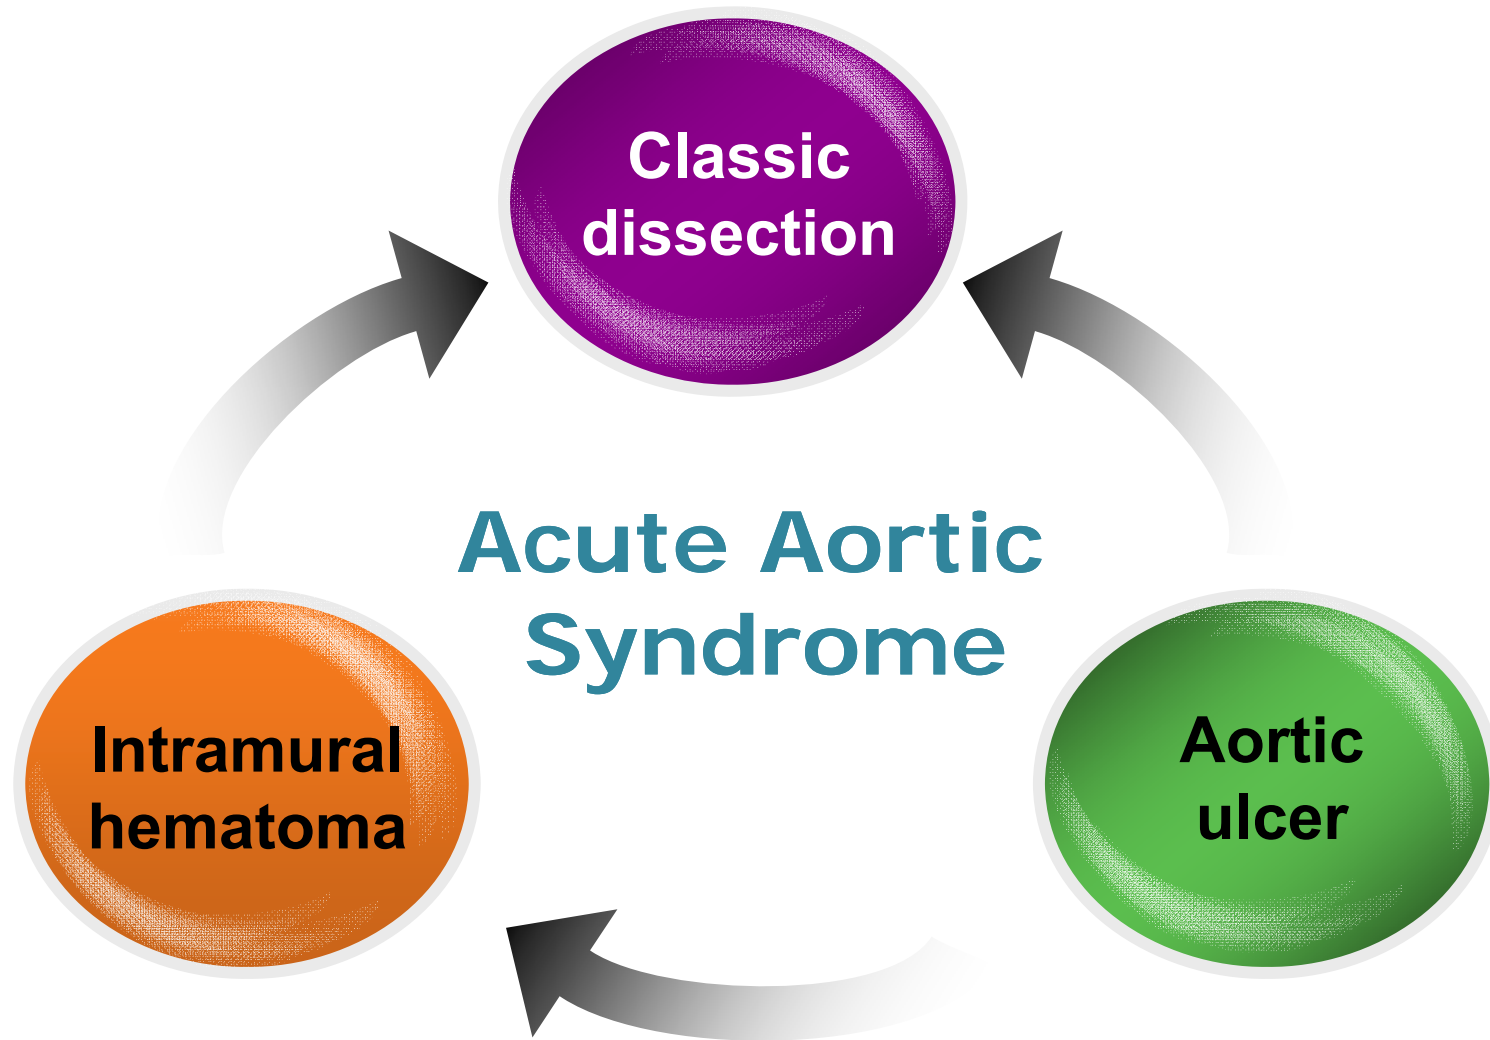 Classic
dissection
Acute Aortic
Syndrome
Intramural
hematoma
Aortic
ulcer